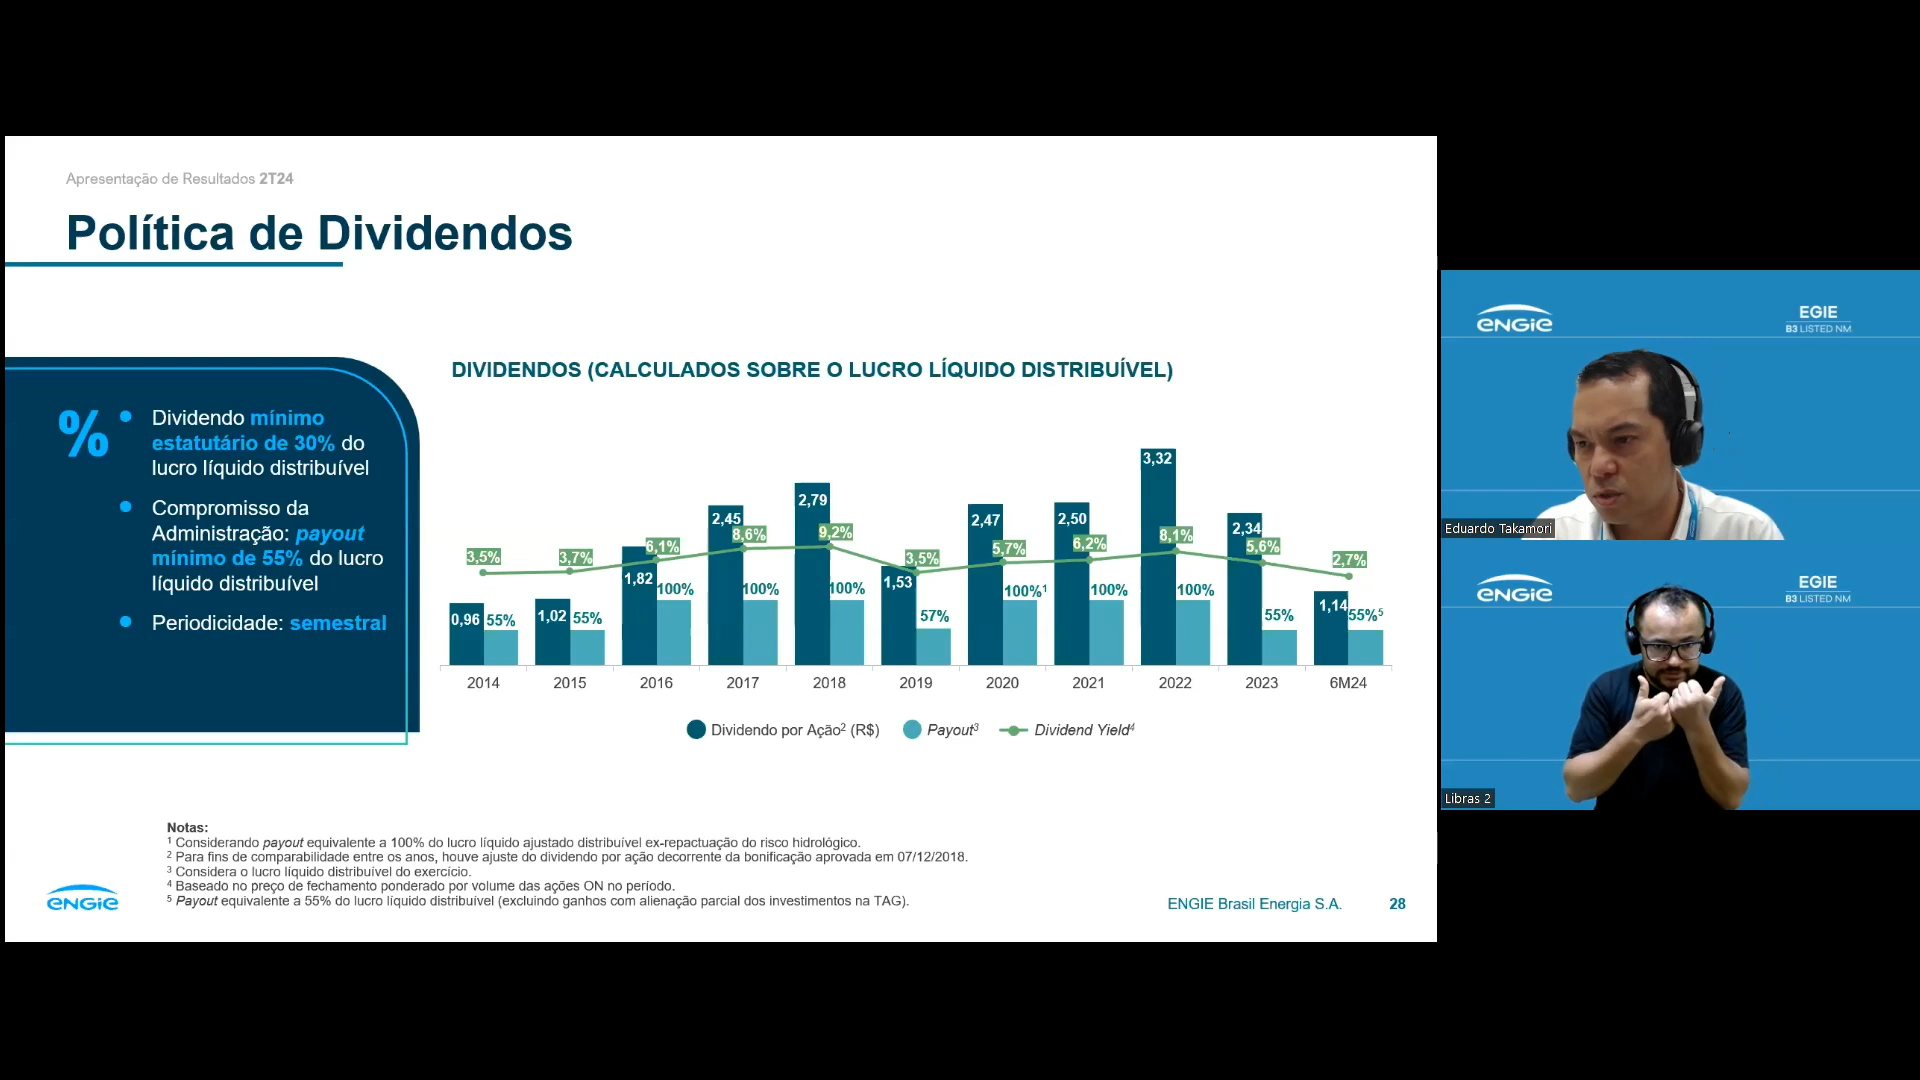 Apresentação de Resultados 2T24
Política de Dividendos
%
Dividendo mínimo
estatutário de 30% do
lucro líquido distribuível
Compromisso da
Administração: payout
mínimo de 55% do lucro
líquido distribuível
Periodicidade: semestral
DIVIDENDOS (CALCULADOS SOBRE O LUCRO LÍQUIDO DISTRIBUÍVEL)
0,96 55% 3,5%
1,02 55% 3,7%
1,82 100% 6,1%
2,45 100% 8,6%
2,79 100% 9,2%
1,53 57% 3,5%
2,47 100%¹ 5,7%
2,50 100% 6,2%
3,32 100% 8,1%
2,34 55% 5,6%
1,14 55%⁵ 2,7%
2014 2015 2016 2017 2018 2019 2020 2021 2022 2023 6M24
Dividendo por Ação² (R$) Payout³ Dividend Yield⁴
Notas:
¹ Considerando payout equivalente a 100% do lucro líquido ajustado distribuível ex-repactuação do risco hidrológico.
² Para fins de comparabilidade entre os anos, houve ajuste do dividendo por ação decorrente da bonificação aprovada em 07/12/2018.
³ Considera o lucro líquido distribuível do exercício.
⁴ Baseado no preço de fechamento ponderado por volume das ações ON no período.
⁵ Payout equivalente a 55% do lucro líquido distribuível (excluindo ganhos com alienação parcial dos investimentos na TAG).
ENGIE
ENGIE Brasil Energia S.A. 28
ENGIE
EGIE
B3 LISTED NM
Eduardo Takamori
ENGIE
EGIE
B3 LISTED NM
Libras 2